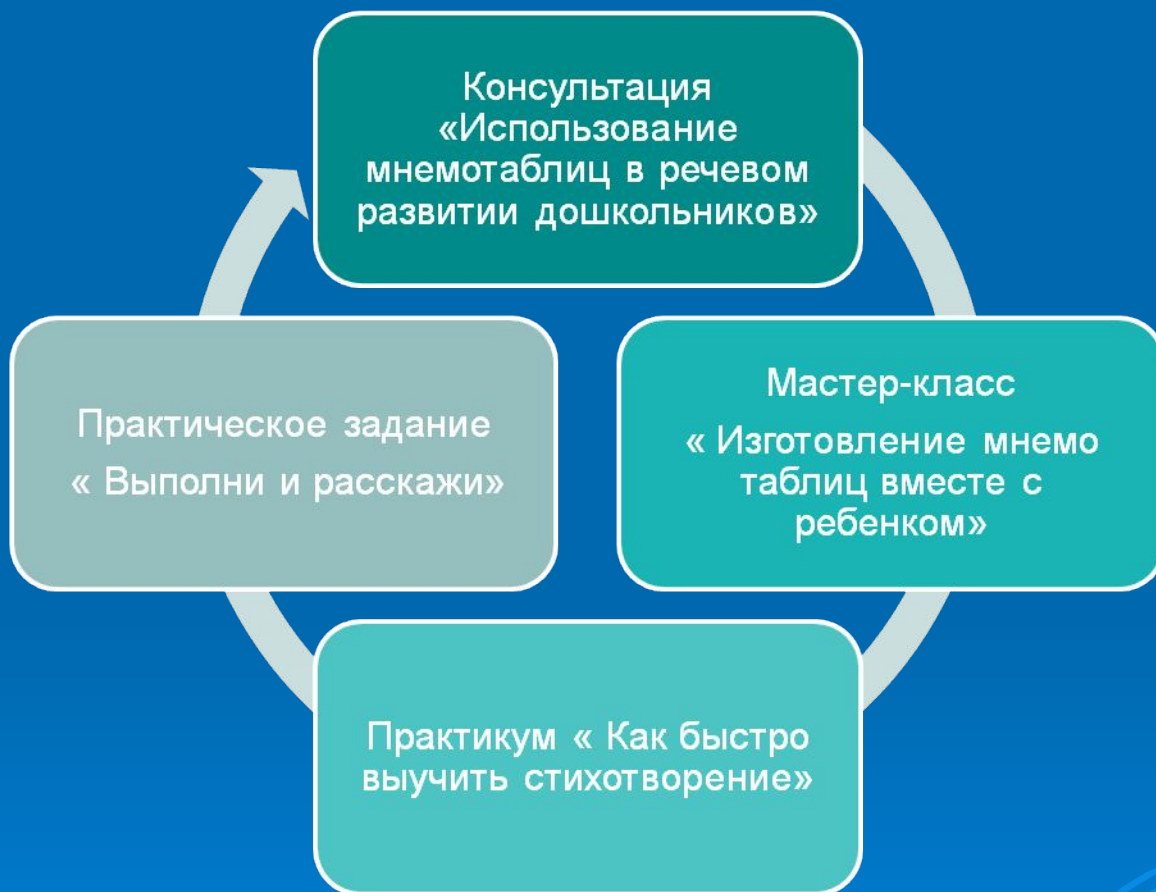 Консультация
«Использование
мнемотаблиц в речевом
развитии дошкольников»
Мастер-класс
« Изготовление мнемо
таблиц вместе с
ребенком»
Практикум « Как быстро
выучить стихотворение»
Практическое задание
« Выполни и расскажи»